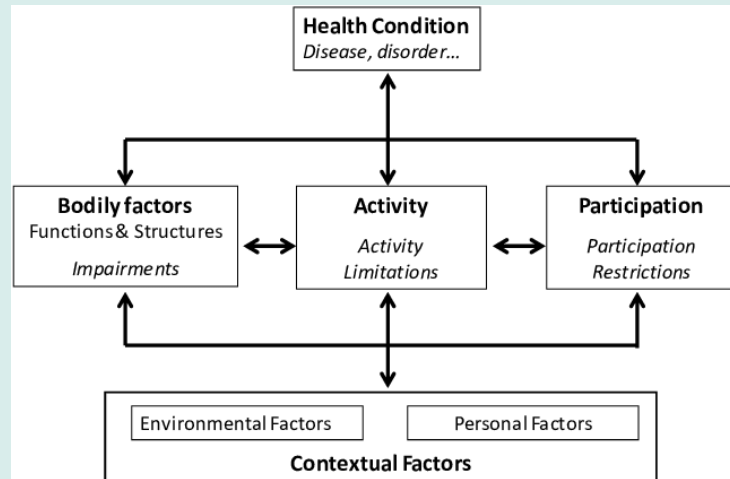 Health Condition
Disease, disorder...
Bodily factors
Functions & Structures
Impairments
Activity
Activity
Limitations
Participation
Participation
Restrictions
Environmental Factors
Personal Factors
Contextual Factors